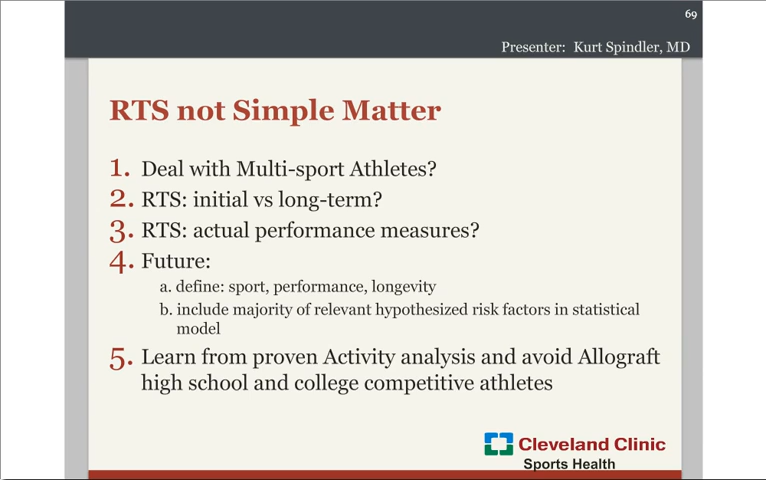 69
Presenter: Kurt Spindler, MD
RTS not Simple Matter
1. Deal with Multi-sport Athletes?
2. RTS: initial vs long-term?
3. RTS: actual performance measures?
4. Future:
a. define: sport, performance, longevity
b. include majority of relevant hypothesized risk factors in statistical
model
5. Learn from proven Activity analysis and avoid Allograft
high school and college competitive athletes
Cleveland Clinic
Sports Health